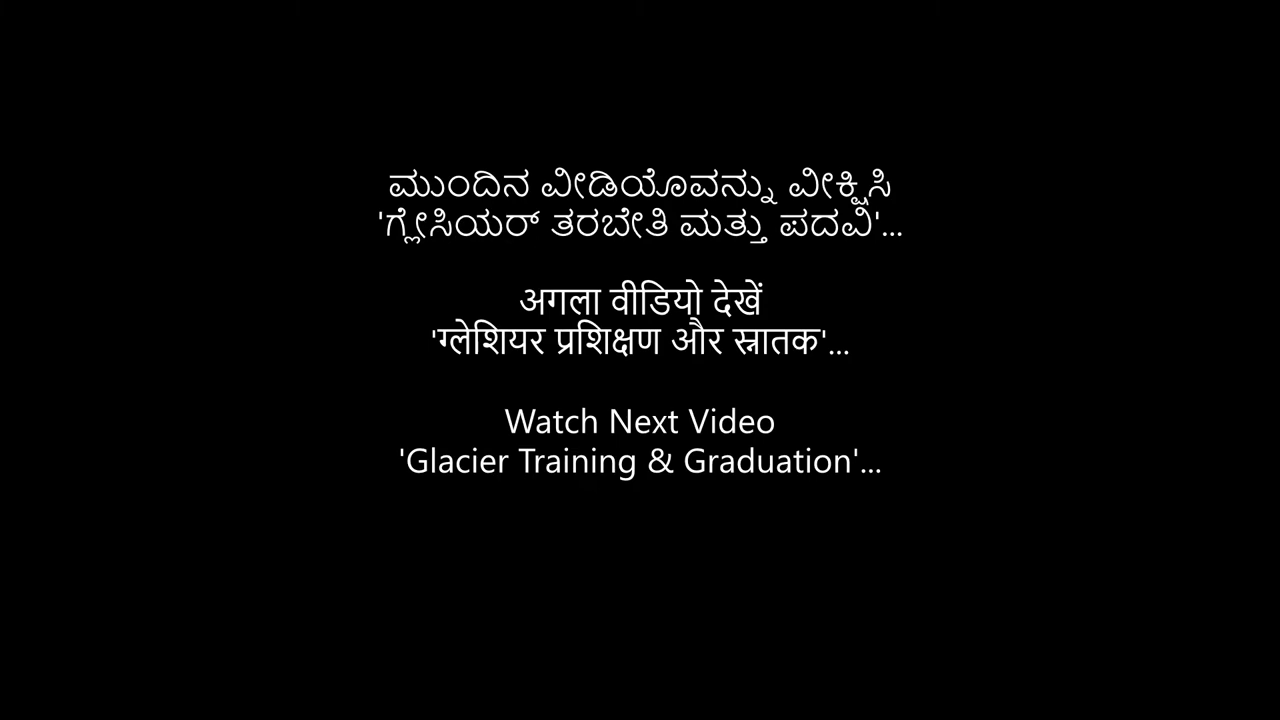 ಮುಂದಿನ ವೀಡಿಯೊವನ್ನು ವೀಕ್ಷಿಸಿ
'ಗ್ಲೇಸಿಯರ್ ತರಬೇತಿ ಮತ್ತು ಪದವಿ'...
अगला वीडियो देखें
'ग्लेशियर प्रशिक्षण और स्नातक'...
Watch Next Video
'Glacier Training & Graduation'...